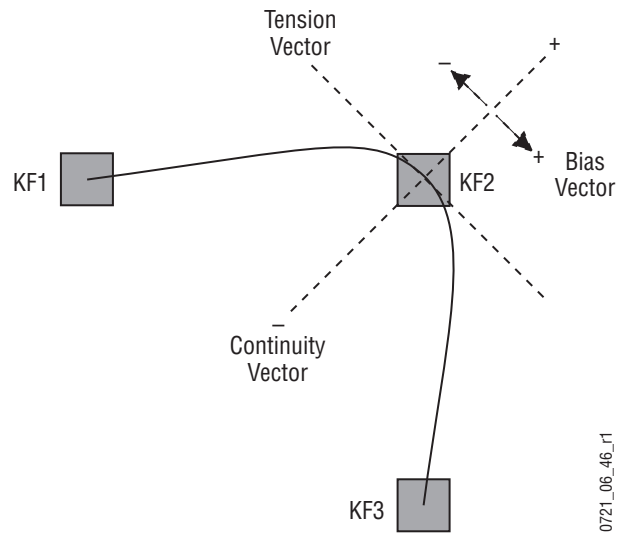 Tension
Vector
+
–
+
Bias
Vector
KF1
KF2
–
Continuity
Vector
KF3
0721_06_46_r1